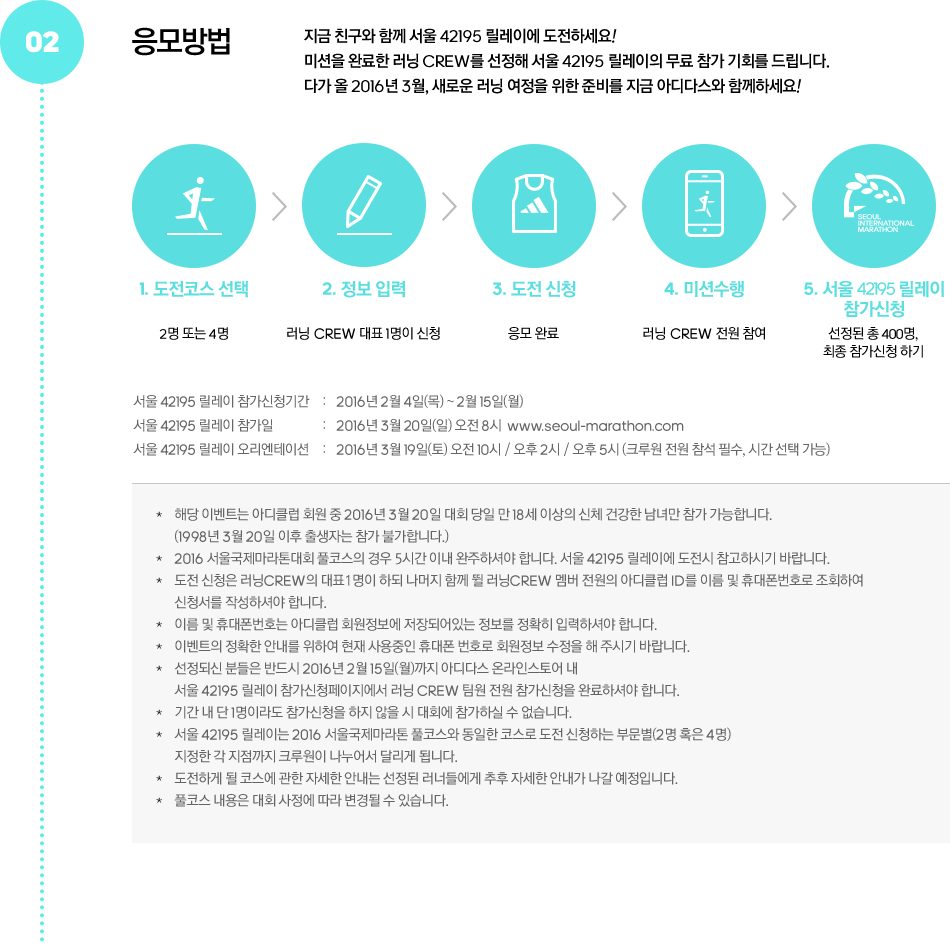 02
응모방법
지금 친구와 함께 서울 42195 릴레이에 도전하세요!
미션을 완료한 러닝 CREW를 선정해 서울 42195 릴레이의 무료 참가 기회를 드립니다.
다가 올 2016년 3월, 새로운 러닝 여정을 위한 준비를 지금 아디다스와 함께하세요!
SEOUL
INTERNATIONAL
MARATHON
1. 도전코스 선택
2명 또는 4명
2. 정보 입력
러닝 CREW 대표 1명이 신청
3. 도전 신청
응모 완료
4. 미션수행
러닝 CREW 전원 참여
5. 서울 42195 릴레이
참가신청
선정된 총 400명,
최종 참가신청 하기
서울 42195 릴레이 참가신청기간 : 2016년 2월 4일(목) ~ 2월 15일(월)
서울 42195 릴레이 참가일 : 2016년 3월 20일(일) 오전 8시 www.seoul-marathon.com
서울 42195 릴레이 오리엔테이션 : 2016년 3월 19일(토) 오전 10시 / 오후 2시 / 오후 5시 (크루원 전원 참석 필수, 시간 선택 가능)
* 해당 이벤트는 아디클럽 회원 중 2016년 3월 20일 대회 당일 만 18세 이상의 신체 건강한 남녀만 참가 가능합니다.
(1998년 3월 20일 이후 출생자는 참가 불가합니다.)
* 2016 서울국제마라톤대회 풀코스의 경우 5시간 이내 완주하셔야 합니다. 서울 42195 릴레이에 도전시 참고하시기 바랍니다.
* 도전 신청은 러닝CREW의 대표 1명이 하되 나머지 함께 뛸 러닝CREW 멤버 전원의 아디클럽 ID를 이름 및 휴대폰번호로 조회하여
신청서를 작성하셔야 합니다.
* 이름 및 휴대폰번호는 아디클럽 회원정보에 저장되어있는 정보를 정확히 입력하셔야 합니다.
* 이벤트의 정확한 안내를 위하여 현재 사용중인 휴대폰 번호로 회원정보 수정을 해 주시기 바랍니다.
* 선정되신 분들은 반드시 2016년 2월 15일(월)까지 아디다스 온라인스토어 내
서울 42195 릴레이 참가신청페이지에서 러닝 CREW 팀원 전원 참가신청을 완료하셔야 합니다.
* 기간 내 단 1명이라도 참가신청을 하지 않을 시 대회에 참가하실 수 없습니다.
* 서울 42195 릴레이는 2016 서울국제마라톤 풀코스와 동일한 코스로 도전 신청하는 부문별(2명 혹은 4명)
지정한 각 지점까지 크루원이 나누어서 달리게 됩니다.
* 도전하게 될 코스에 관한 자세한 안내는 선정된 러너들에게 추후 자세한 안내가 나갈 예정입니다.
* 풀코스 내용은 대회 사정에 따라 변경될 수 있습니다.